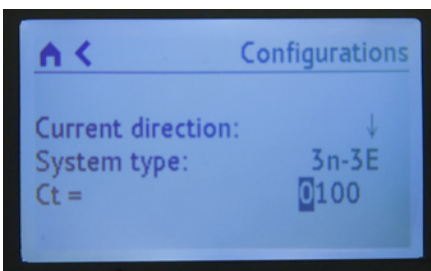 Configurations
Current direction: ↓
System type: 3n-3E
Ct = 0100